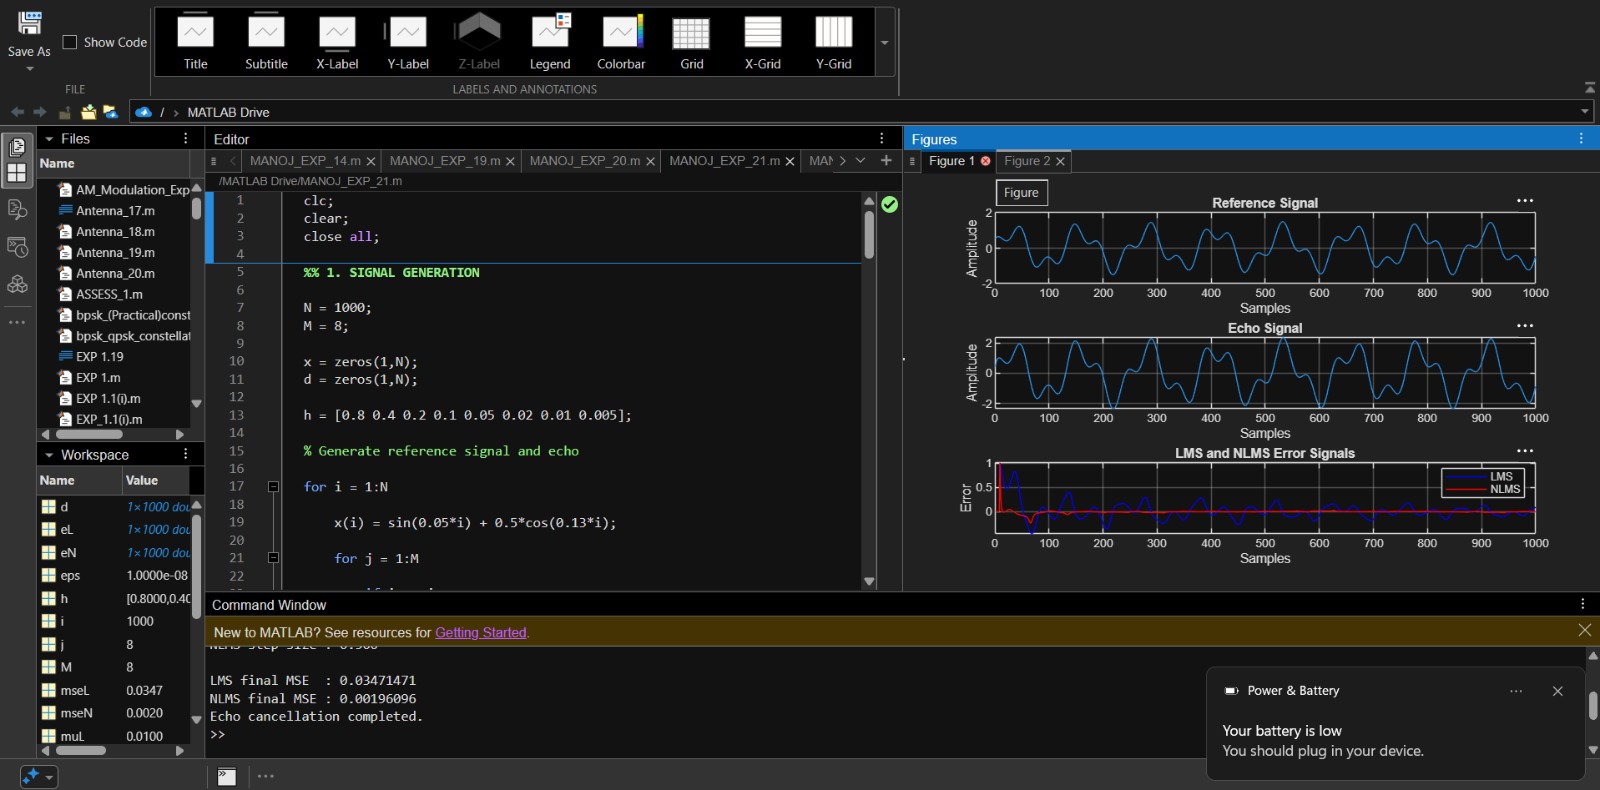 Save As
Show Code
FILE
Title
Subtitle
X-Label
Y-Label
Z-Label
Legend
Colorbar
Grid
X-Grid
Y-Grid
LABELS AND ANNOTATIONS
/ > MATLAB Drive
Files
Name
AM_Modulation_Exp
Antenna_17.m
Antenna_18.m
Antenna_19.m
Antenna_20.m
ASSESS_1.m
bpsk_(Practical)const
bpsk_qpsk_constellat
EXP 1.19
EXP 1.m
EXP 1.1(i).m
EXP_1.1(i).m
Workspace
Name Value
d 1×1000 dou
eL 1×1000 dou
eN 1×1000 dou
eps 1.0000e-08
h [0.8000,0.40
i 1000
j 8
M 8
mseL 0.0347
mseN 0.0020
muL 0.0100
Editor
MANOJ_EXP_14.m
MANOJ_EXP_19.m
MANOJ_EXP_20.m
MANOJ_EXP_21.m
MAN
/MATLAB Drive/MANOJ_EXP_21.m
1 clc;
2 clear;
3 close all;
4
5 %% 1. SIGNAL GENERATION
6
7 N = 1000;
8 M = 8;
9
10 x = zeros(1,N);
11 d = zeros(1,N);
12
13 h = [0.8 0.4 0.2 0.1 0.05 0.02 0.01 0.005];
14
15 % Generate reference signal and echo
16
17 for i = 1:N
18
19 x(i) = sin(0.05*i) + 0.5*cos(0.13*i);
20
21 for j = 1:M
22
Figures
Figure 1
Figure 2
Figure
Reference Signal
Amplitude
2
0
-2
0 100 200 300 400 500 600 700 800 900 1000
Samples
Echo Signal
Amplitude
2
0
-2
0 100 200 300 400 500 600 700 800 900 1000
Samples
LMS and NLMS Error Signals
Error
1
0.5
0
LMS
NLMS
0 100 200 300 400 500 600 700 800 900 1000
Samples
Command Window
New to MATLAB? See resources for Getting Started.
LMS final MSE : 0.03471471
NLMS final MSE : 0.00196096
Echo cancellation completed.
>>
Power & Battery
Your battery is low
You should plug in your device.